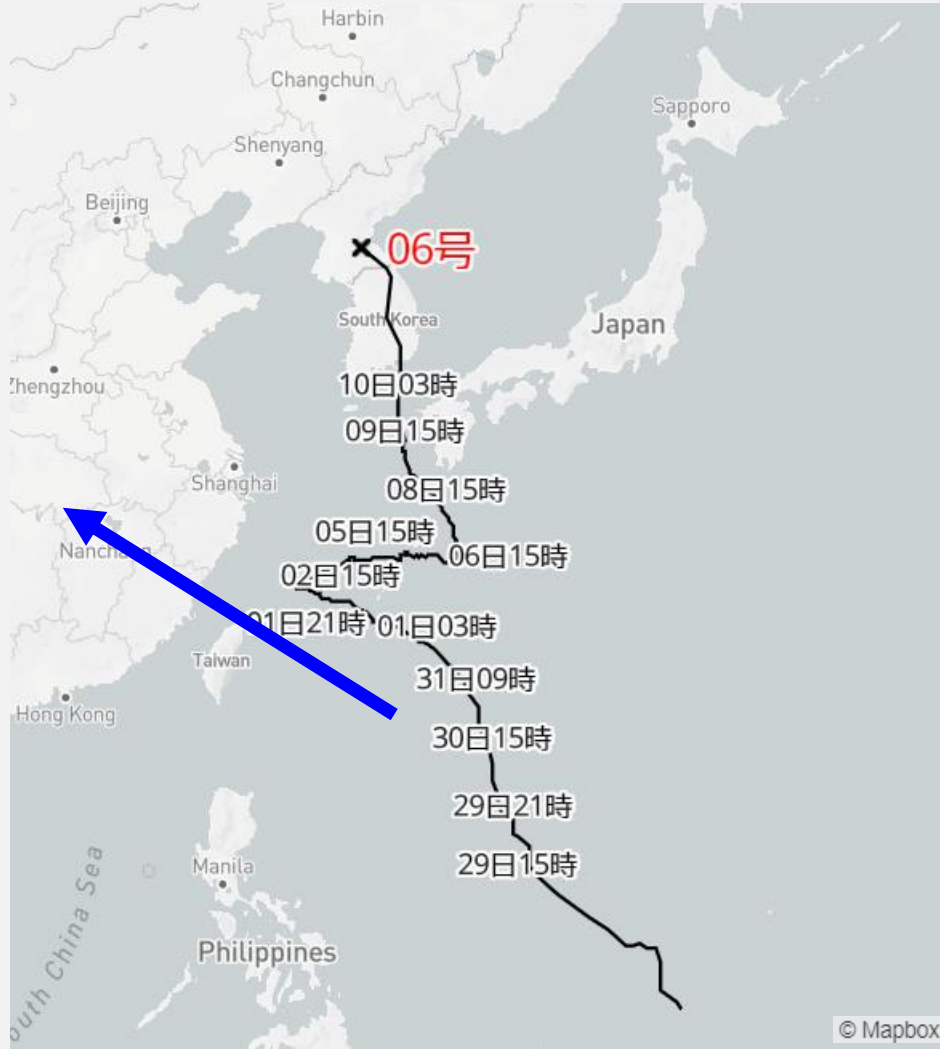 Harbin
Changchun
Sapporo
Shenyang
Beijing
06号
South Korea
Japan
Zhengzhou
10日03時
09日15時
Shanghai
08日15時
05日15時
Nanchang
06日15時
02日15時
01日21時
01日03時
Taiwan
31日09時
Hong Kong
30日15時
29日21時
29日15時
Manila
South China Sea
Philippines
© Mapbox